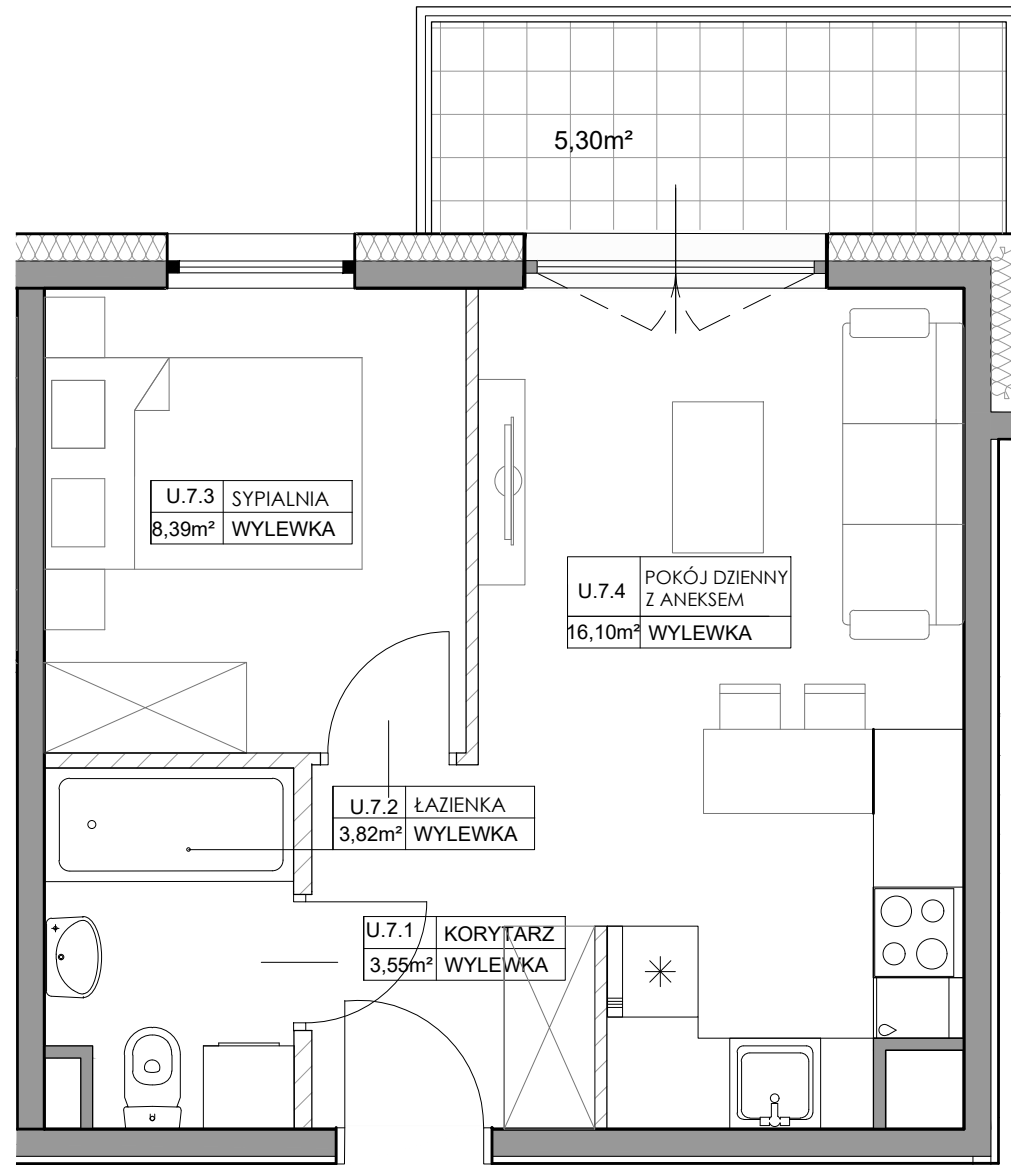 5,30m²
U.7.3 SYPIALNIA
8,39m² WYLEWKA
U.7.4 POKÓJ DZIENNY
Z ANEKSEM
16,10m² WYLEWKA
U.7.2 ŁAZIENKA
3,82m² WYLEWKA
U.7.1 KORYTARZ
3,55m² WYLEWKA